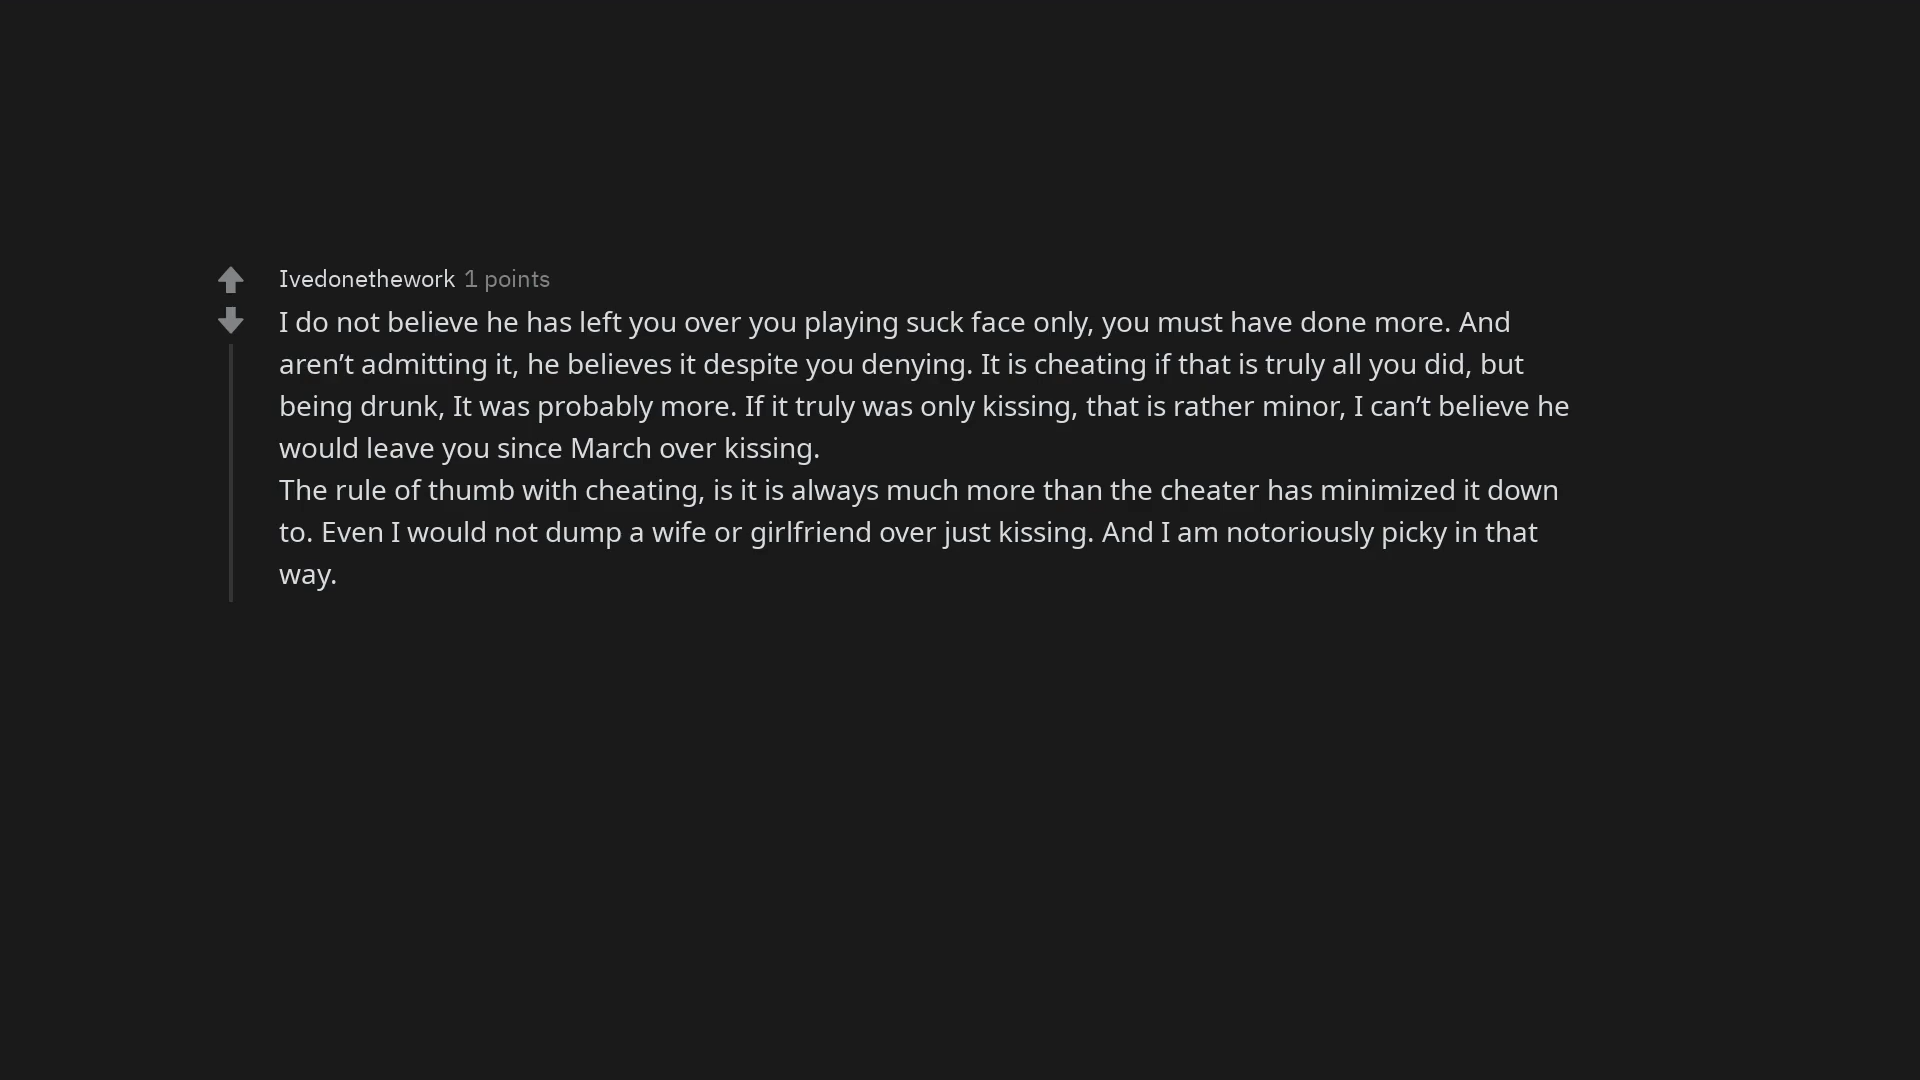 Ivedonethework 1 points
I do not believe he has left you over you playing suck face only, you must have done more. And
aren’t admitting it, he believes it despite you denying. It is cheating if that is truly all you did, but
being drunk, It was probably more. If it truly was only kissing, that is rather minor, I can’t believe he
would leave you since March over kissing.
The rule of thumb with cheating, is it is always much more than the cheater has minimized it down
to. Even I would not dump a wife or girlfriend over just kissing. And I am notoriously picky in that
way.